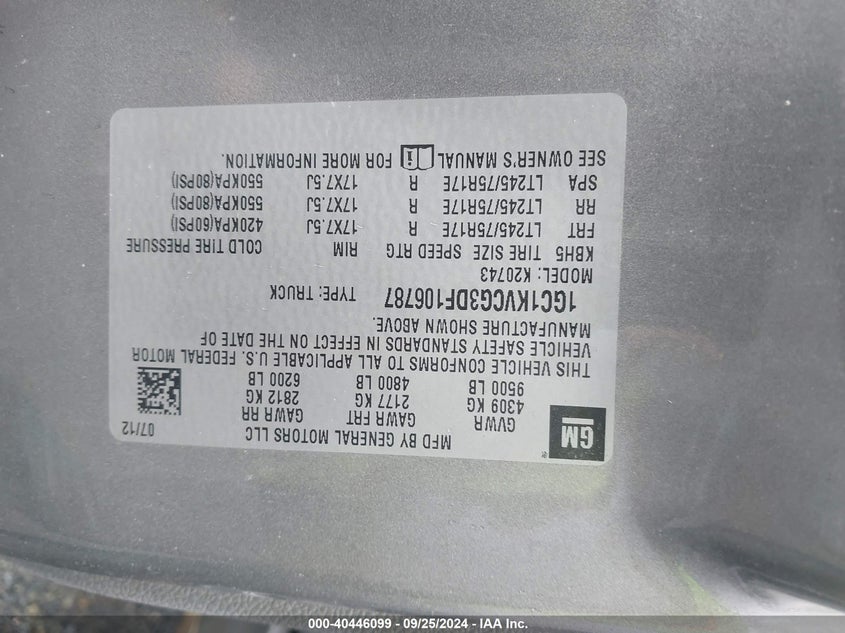 MFD BY GENERAL MOTORS LLC 07/12
GM
GVWR GAWR FRT GAWR RR
4309 KG 2177 KG 2812 KG
9500 LB 4800 LB 6200 LB
THIS VEHICLE CONFORMS TO ALL APPLICABLE U.S. FEDERAL MOTOR
VEHICLE SAFETY STANDARDS IN EFFECT ON THE DATE OF
MANUFACTURE SHOWN ABOVE.
1GC1KVCG3DF106787 TYPE: TRUCK
MODEL: K20743
KBH5 TIRE SIZE SPEED RTG RIM COLD TIRE PRESSURE
FRT LT245/75R17E R 17X7.5J 420KPA(60PSI)
RR LT245/75R17E R 17X7.5J 550KPA(80PSI)
SPA LT245/75R17E R 17X7.5J 550KPA(80PSI)
SEE OWNER'S MANUAL FOR MORE INFORMATION.
000-40446099 - 09/25/2024 - IAA Inc.